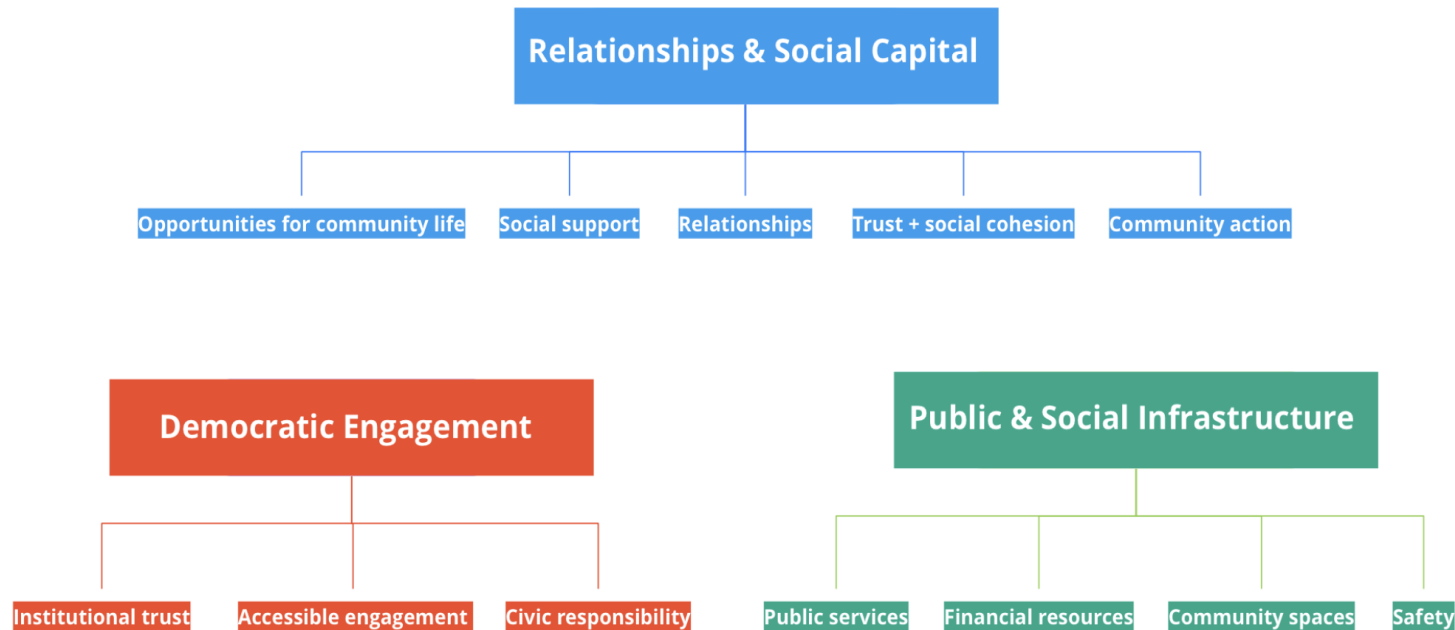 Relationships & Social Capital
Opportunities for community life
Social support
Relationships
Trust + social cohesion
Community action
Democratic Engagement
Institutional trust
Accessible engagement
Civic responsibility
Public & Social Infrastructure
Public services
Financial resources
Community spaces
Safety